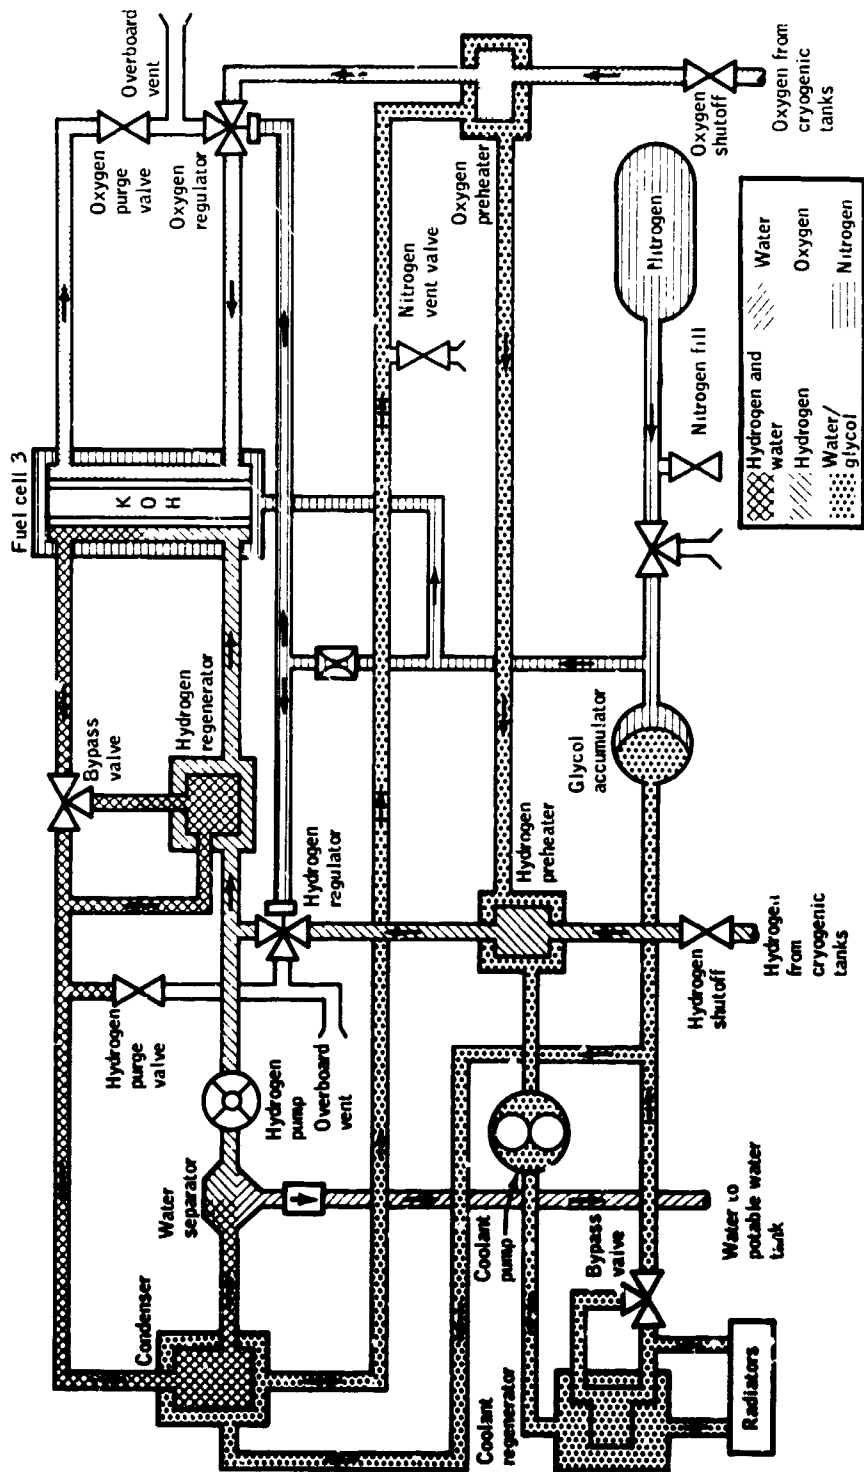 Overboard
vent
Oxygen
purge
valve
Oxygen
regulator
Fuel cell 3
K
O
H
Bypass
valve
Hydrogen
regenerator
Hydrogen
purge
valve
Hydrogen
pump
Overboard
vent
Water
separator
Condenser
Hydrogen
ragulator
Nitrogen
vent valve
Oxygen
preheater
Oxygen
shutoff
Oxygen from
cryogenic
tanks
Nitrogen
Nitrogen fill
Glycol
accumulator
Hydrogen
preheater
Hydrogen
shutoff
Hydrogen
from
cryogenic
tanks
Coolant
pump
Bypass
valve
Water to
potable water
tank
Coolant
regenerator
Radiators
Hydrogen and
water
Water
Hydrogen
Oxygen
Water/
glycol
Nitrogen